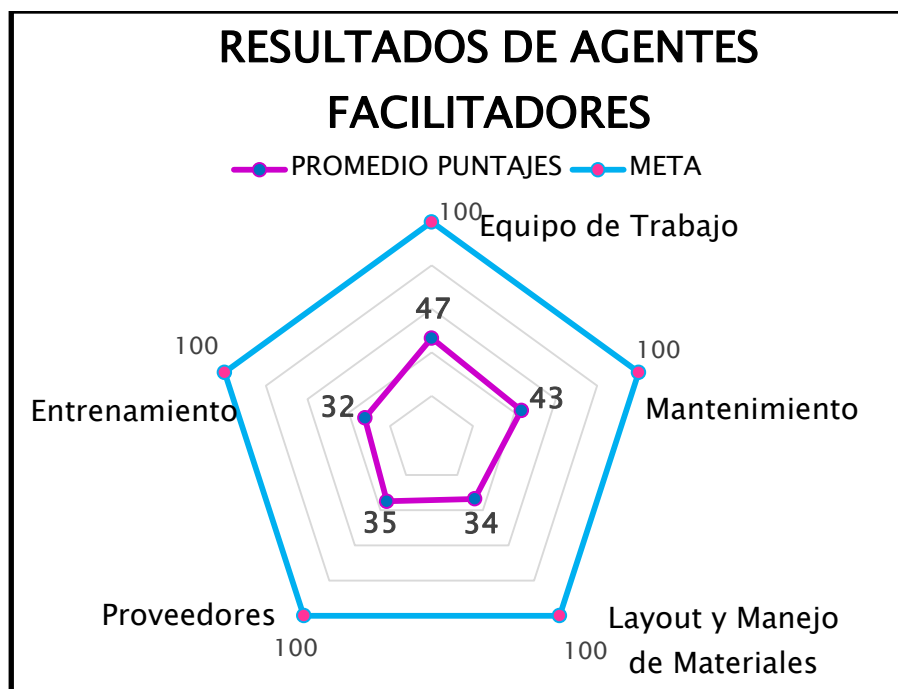 RESULTADOS DE AGENTES
FACILITADORES
PROMEDIO PUNTAJES
META
100
Equipo de Trabajo
47
100
Entrenamiento
32
43
100
Mantenimiento
35
34
Proveedores
100
Layout y Manejo
de Materiales
100